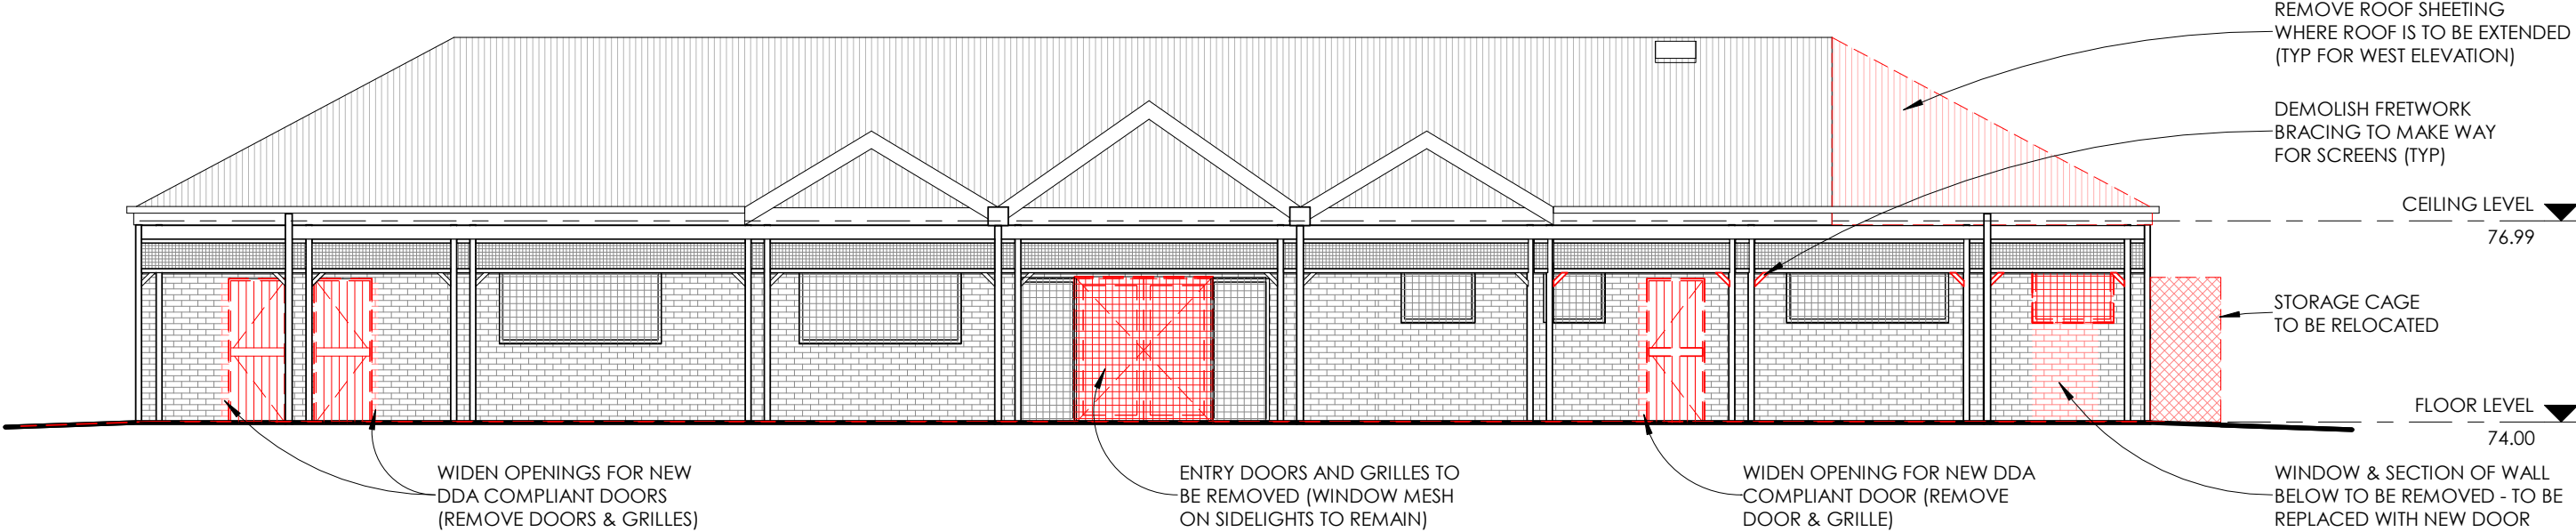 REMOVE ROOF SHEETING
WHERE ROOF IS TO BE EXTENDED
(TYP FOR WEST ELEVATION)
DEMOLISH FRETWORK
BRACING TO MAKE WAY
FOR SCREENS (TYP)
CEILING LEVEL
76.99
STORAGE CAGE
TO BE RELOCATED
FLOOR LEVEL
74.00
WIDEN OPENINGS FOR NEW
DDA COMPLIANT DOORS
(REMOVE DOORS & GRILLES)
ENTRY DOORS AND GRILLES TO
BE REMOVED (WINDOW MESH
ON SIDELIGHTS TO REMAIN)
WIDEN OPENING FOR NEW DDA
COMPLIANT DOOR (REMOVE
DOOR & GRILLE)
WINDOW & SECTION OF WALL
BELOW TO BE REMOVED - TO BE
REPLACED WITH NEW DOOR